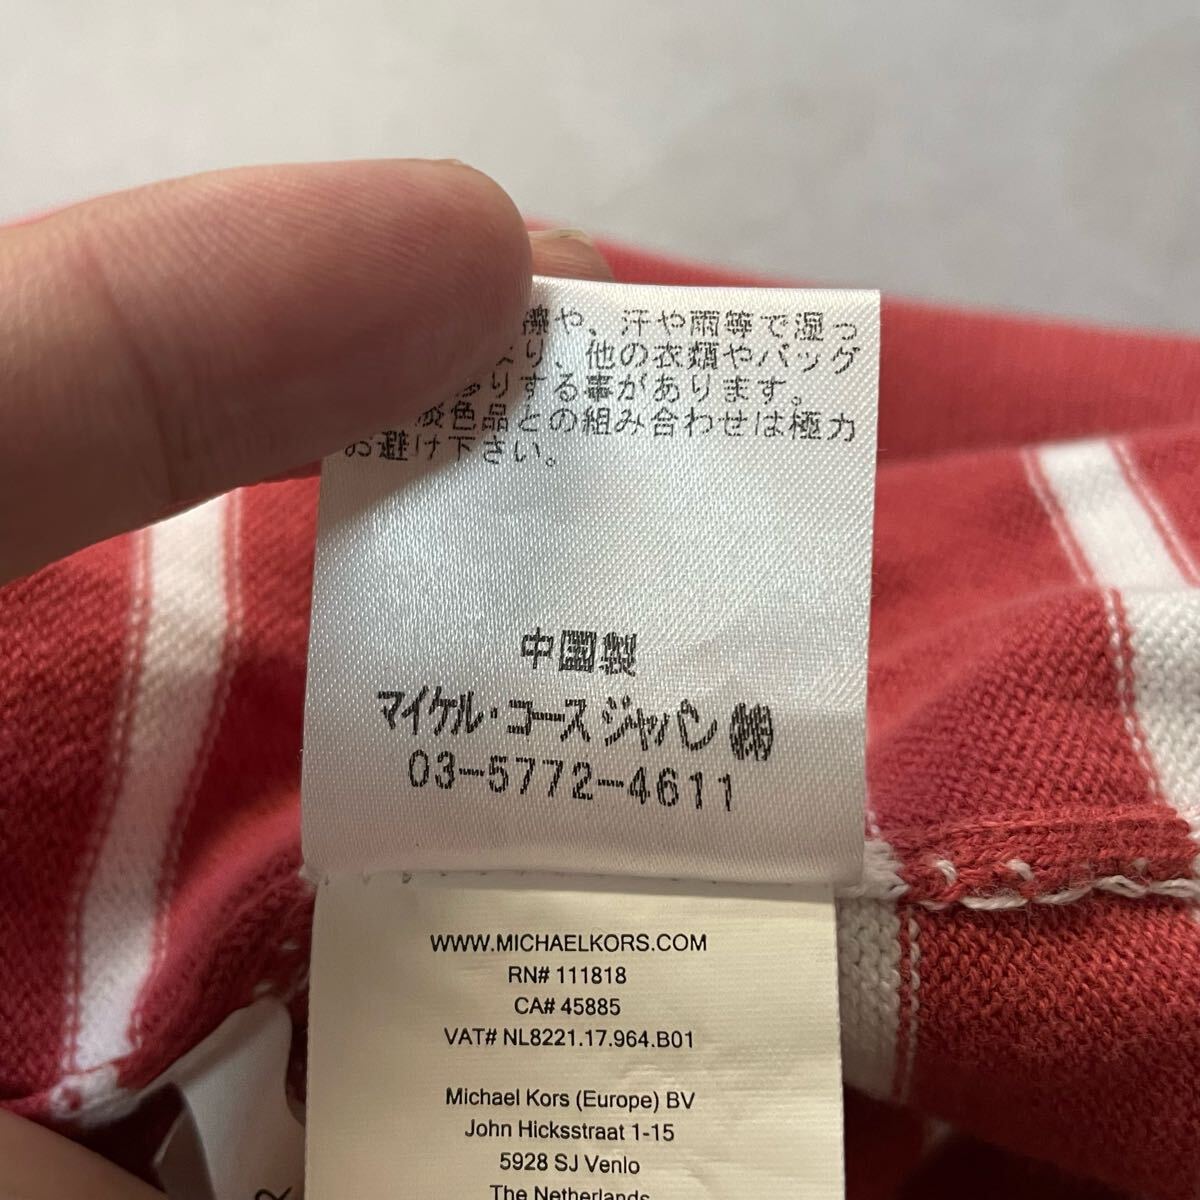 擦や、汗や雨等で湿っ
たり、他の衣類やバッグ
移りする事があります。
淡色品との組み合わせは極力
お避け下さい。
中国製
マイケル・コース ジャパン㈱
03-5772-4611
WWW.MICHAELKORS.COM
RN# 111818
CA# 45885
VAT# NL8221.17.964.B01
Michael Kors (Europe) BV
John Hicksstraat 1-15
5928 SJ Venlo
The Netherlands